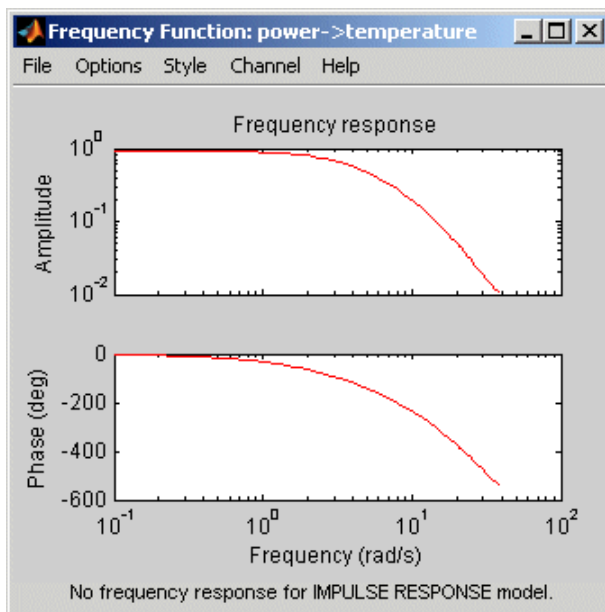 Frequency Function: power->temperature
File Options Style Channel Help
Frequency response
Amplitude
10^0
10^-1
10^-2
Phase (deg)
0
-200
-400
-600
10^-1 10^0 10^1 10^2
Frequency (rad/s)
No frequency response for IMPULSE RESPONSE model.